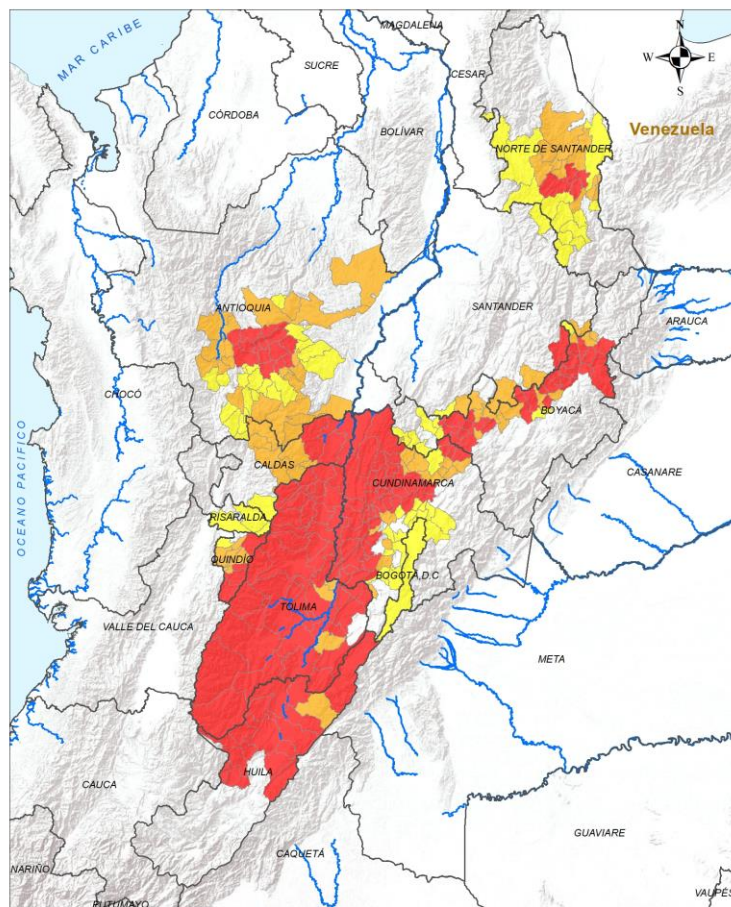 MAR CARIBE
MAGDALENA
N
W E
S
SUCRE
CESAR
CÓRDOBA
BOLÍVAR
Venezuela
NORTE DE SANTANDER
ANTIOQUIA
SANTANDER
ARAUCA
CHOCÓ
BOYACÁ
OCEANO PACIFICO
CALDAS
CUNDINAMARCA
CASANARE
RISARALDA
QUINDÍO
BOGOTÁ,D.C
TOLIMA
VALLE DEL CAUCA
META
HUILA
CAUCA
GUAVIARE
CAQUETÁ
NARIÑO
PUTUMAYO
VAUPÉS